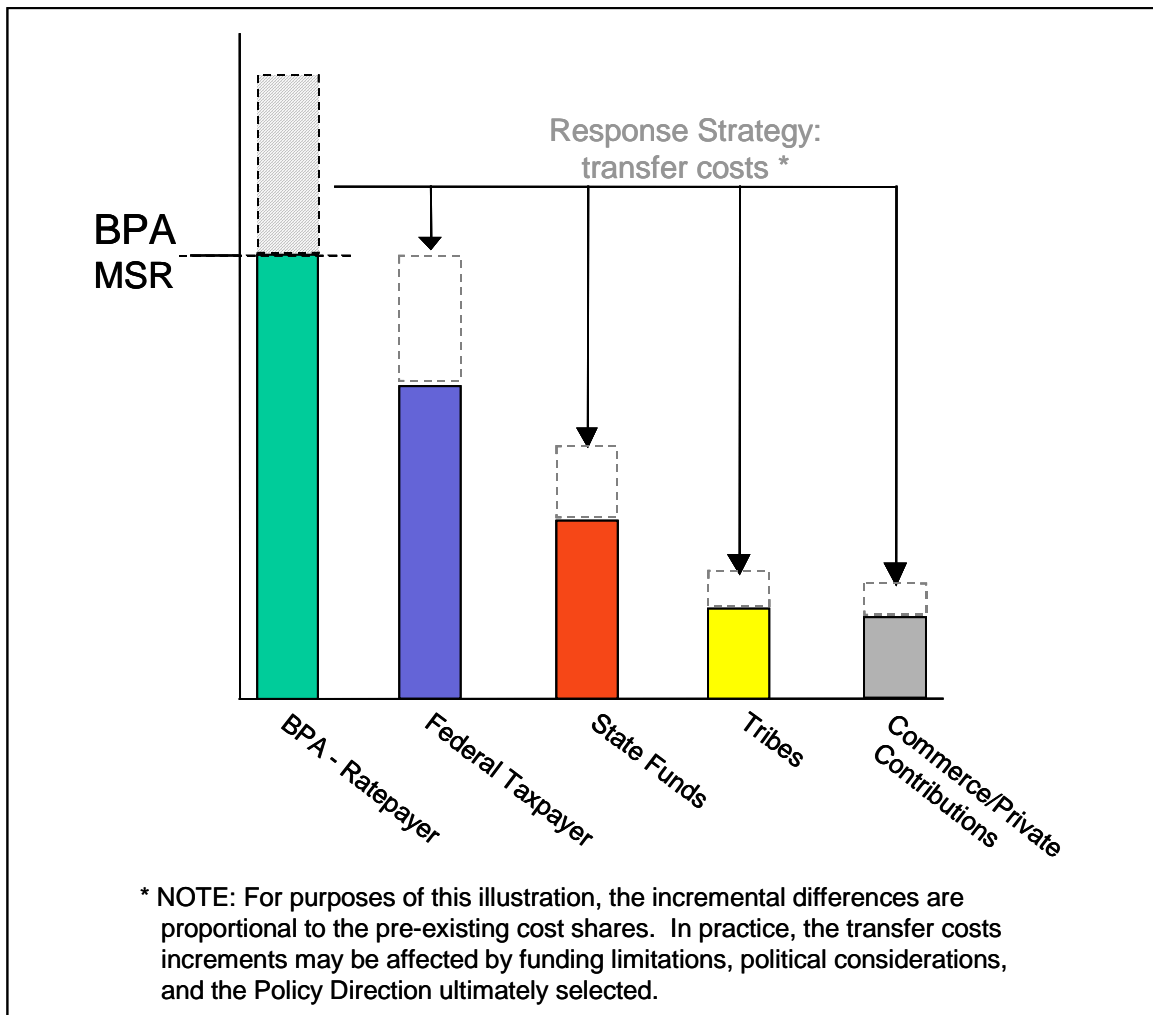 Response Strategy:
transfer costs *
BPA
MSR
BPA - Ratepayer
Federal Taxpayer
State Funds
Tribes
Commerce/Private
Contributions
* NOTE: For purposes of this illustration, the incremental differences are
proportional to the pre-existing cost shares. In practice, the transfer costs
increments may be affected by funding limitations, political considerations,
and the Policy Direction ultimately selected.